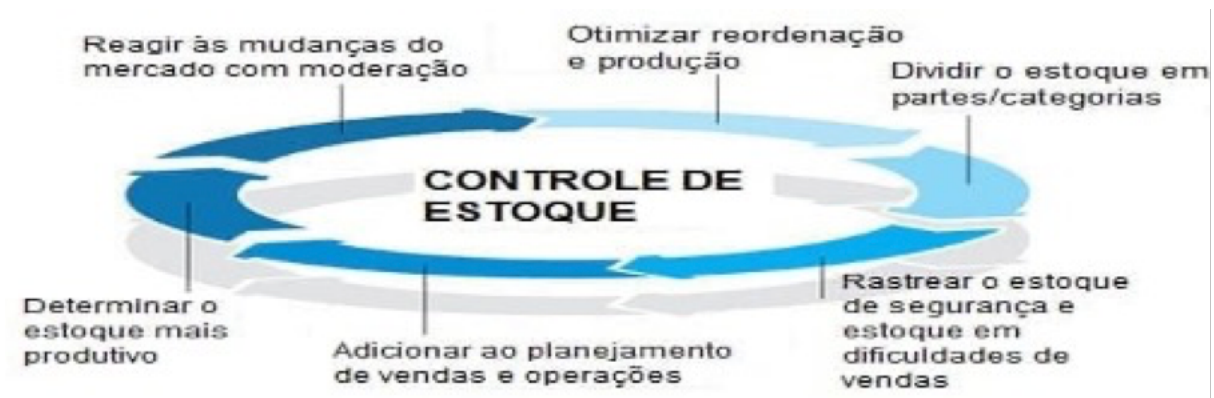 Reagir às mudanças do
mercado com moderação
Otimizar reordenação
e produção
Dividir o estoque em
partes/categorias
CONTROLE DE
ESTOQUE
Determinar o
estoque mais
produtivo
Adicionar ao planejamento
de vendas e operações
Rastrear o estoque
de segurança e
estoque em
dificuldades de
vendas